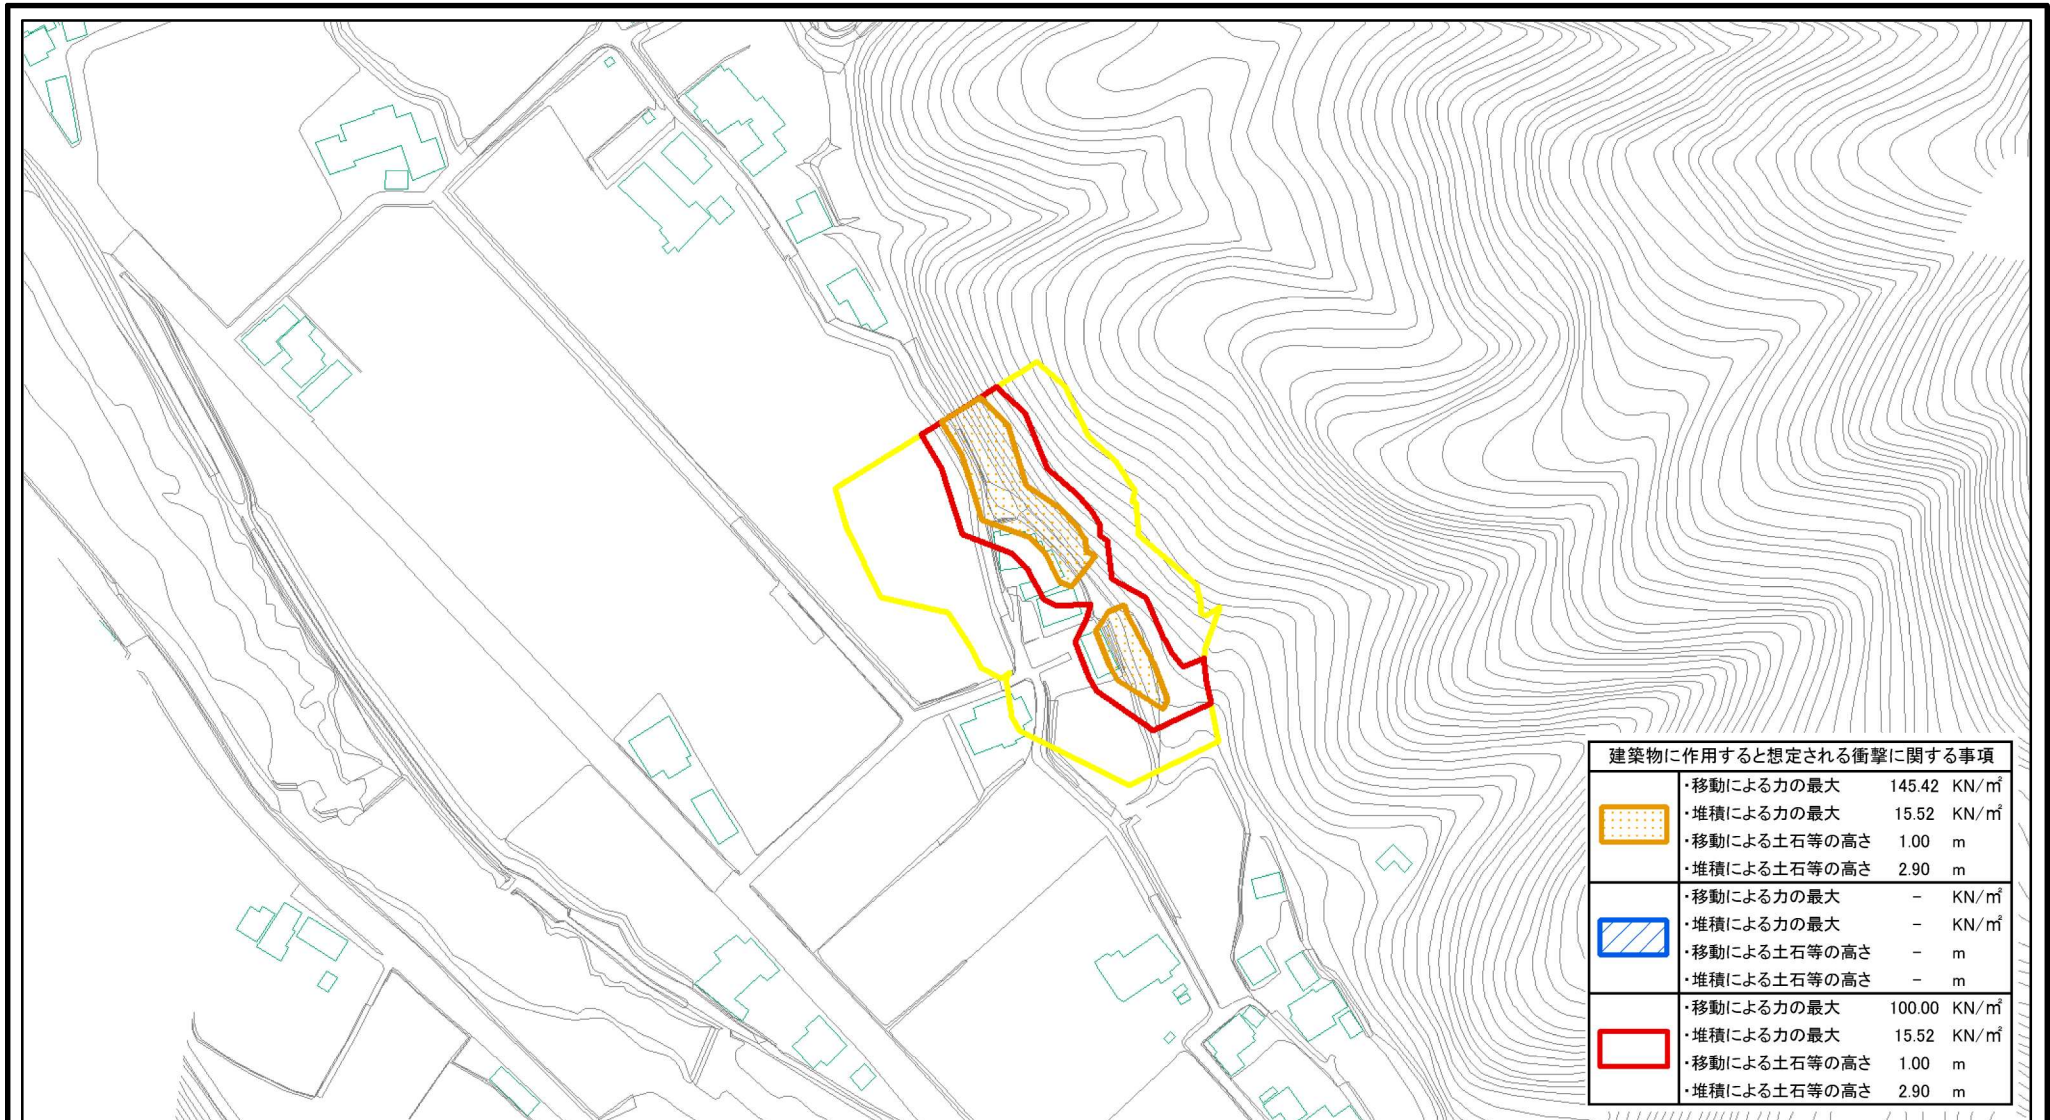 建築物に作用すると想定される衝撃に関する事項
・移動による力の最大 145.42 KN/㎡
・堆積による力の最大 15.52 KN/㎡
・移動による土石等の高さ 1.00 m
・堆積による土石等の高さ 2.90 m
・移動による力の最大 - KN/㎡
・堆積による力の最大 - KN/㎡
・移動による土石等の高さ - m
・堆積による土石等の高さ - m
・移動による力の最大 100.00 KN/㎡
・堆積による力の最大 15.52 KN/㎡
・移動による土石等の高さ 1.00 m
・堆積による土石等の高さ 2.90 m